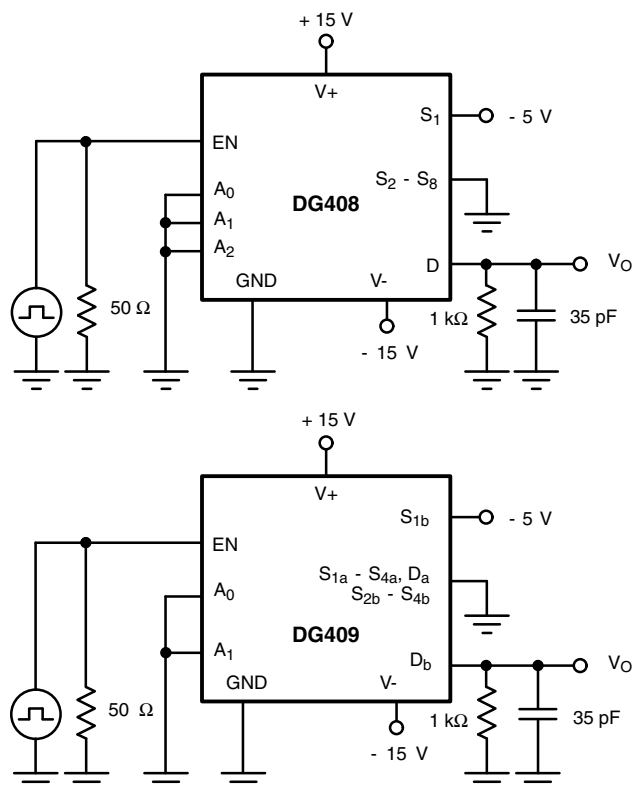 + 15 V
V+
S1
- 5 V
EN
S2 - S8
A0
DG408
A1
A2
D
VO
GND
V-
50 Ω
1 kΩ
35 pF
- 15 V
+ 15 V
V+
S1b
- 5 V
EN
S1a - S4a, Da
A0
S2b - S4b
DG409
A1
Db
VO
GND
V-
50 Ω
1 kΩ
35 pF
- 15 V